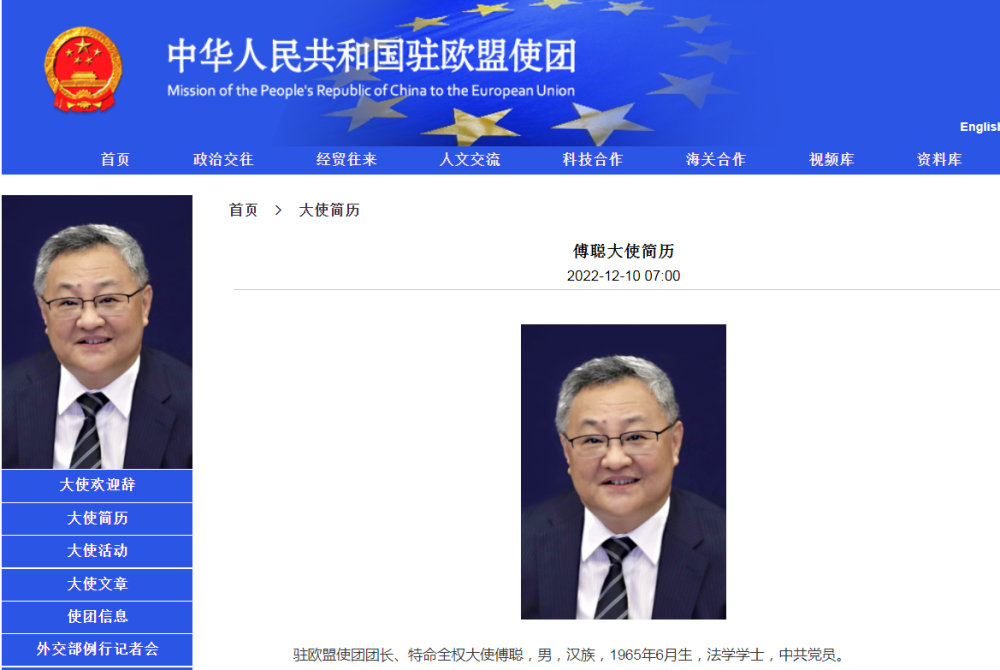 中华人民共和国驻欧盟使团
Mission of the People's Republic of China to the European Union
English
首页 政治交往 经贸往来 人文交流 科技合作 海关合作 视频库 资料库
首页 > 大使简历
傅聪大使简历
2022-12-10 07:00
大使欢迎辞
大使简历
大使活动
大使文章
使团信息
外交部例行记者会
驻欧盟使团团长、特命全权大使傅聪，男，汉族，1965年6月生，法学学士，中共党员。